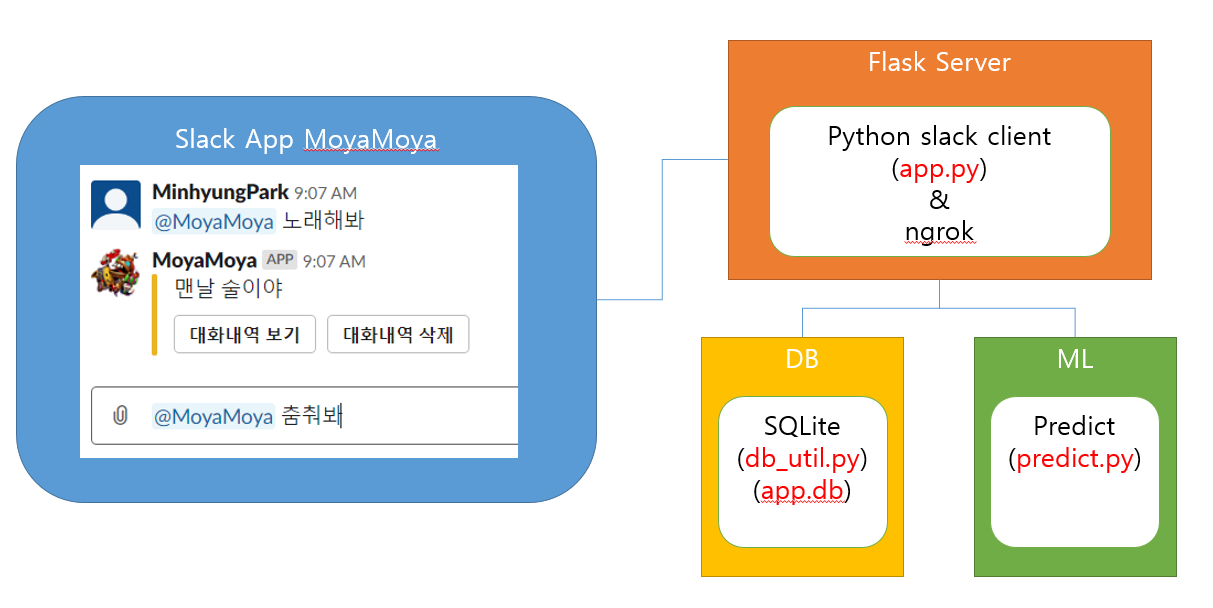 Slack App MoyaMoya
MinhyungPark 9:07 AM
@MoyaMoya 노래해봐
MoyaMoya APP 9:07 AM
맨날 술이야
대화내역 보기 대화내역 삭제
@MoyaMoya 춤춰봐
Flask Server
Python slack client
(app.py)
&
ngrok
DB
SQLite
(db_util.py)
(app.db)
ML
Predict
(predict.py)